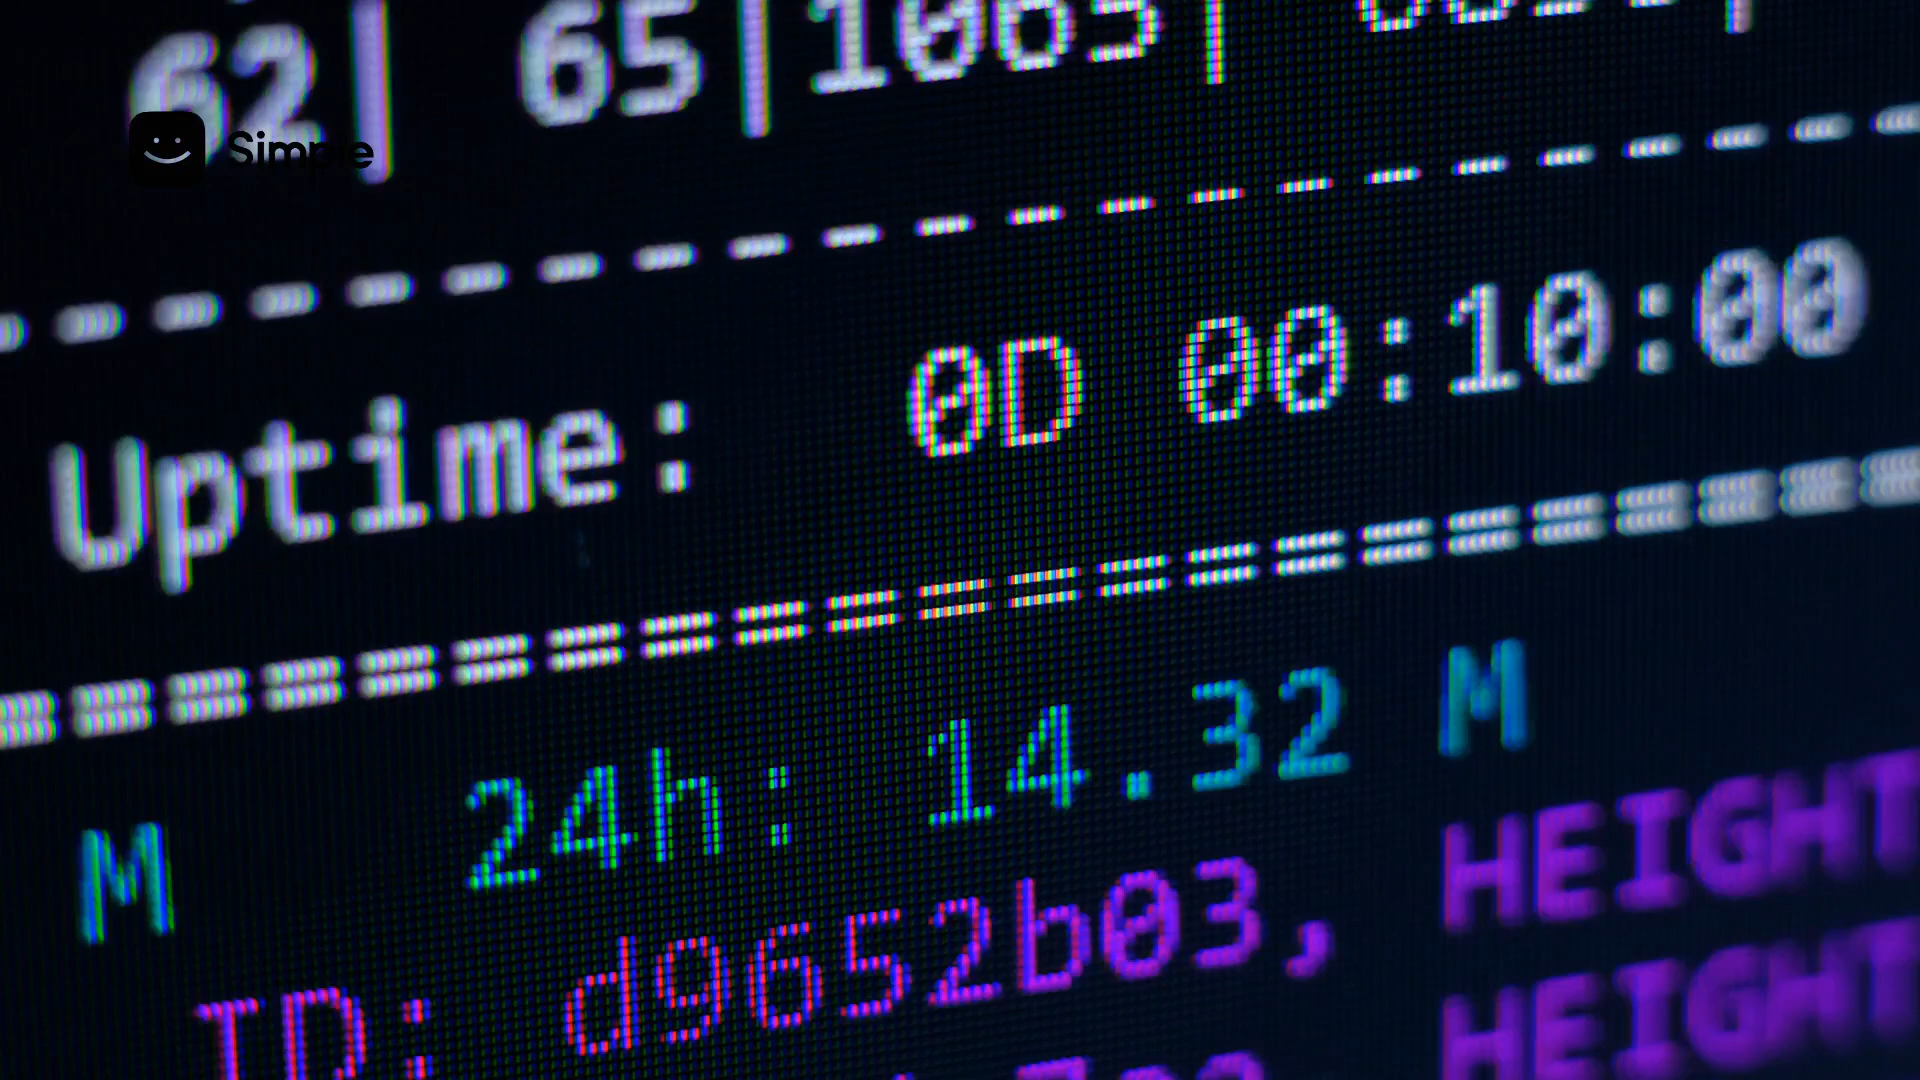 62| 65|1065|
Simple
Uptime: 0D 00:10:00
M 24h: 14.32 M
ID: d9652b03, HEIGHT
HEIGHT